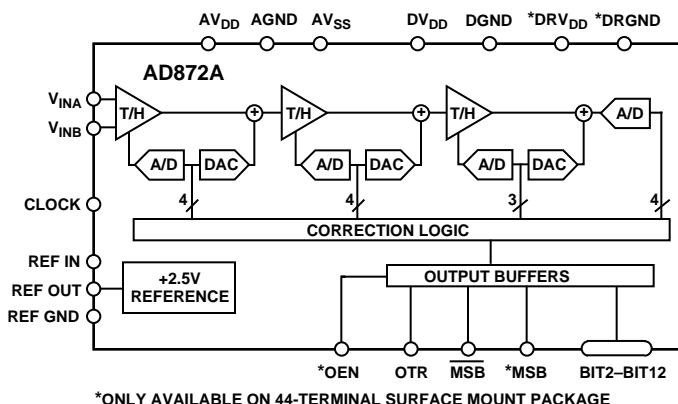 AVDD AGND AVSS DVDD DGND *DRVDD *DRGND
AD872A
VINA
VINB
T/H + T/H + T/H + A/D
A/D DAC A/D DAC A/D DAC
4 4 3 4
CLOCK
CORRECTION LOGIC
REF IN
+2.5V
REFERENCE
OUTPUT BUFFERS
REF OUT
REF GND
*OEN OTR MSB *MSB BIT2–BIT12
*ONLY AVAILABLE ON 44-TERMINAL SURFACE MOUNT PACKAGE